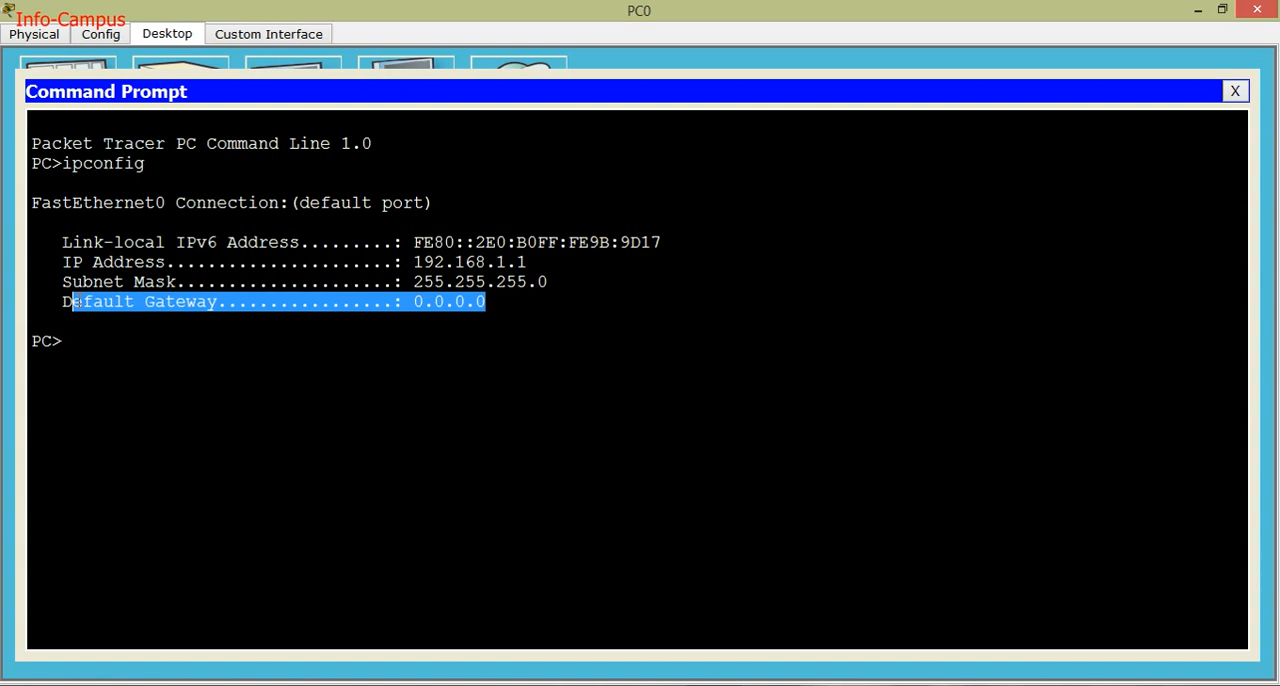 PC0
Info-Campus
Physical Config Desktop Custom Interface
Command Prompt X
Packet Tracer PC Command Line 1.0
PC>ipconfig
FastEthernet0 Connection:(default port)
Link-local IPv6 Address.........: FE80::2E0:B0FF:FE9B:9D17
IP Address......................: 192.168.1.1
Subnet Mask.....................: 255.255.255.0
Default Gateway.................: 0.0.0.0
PC>